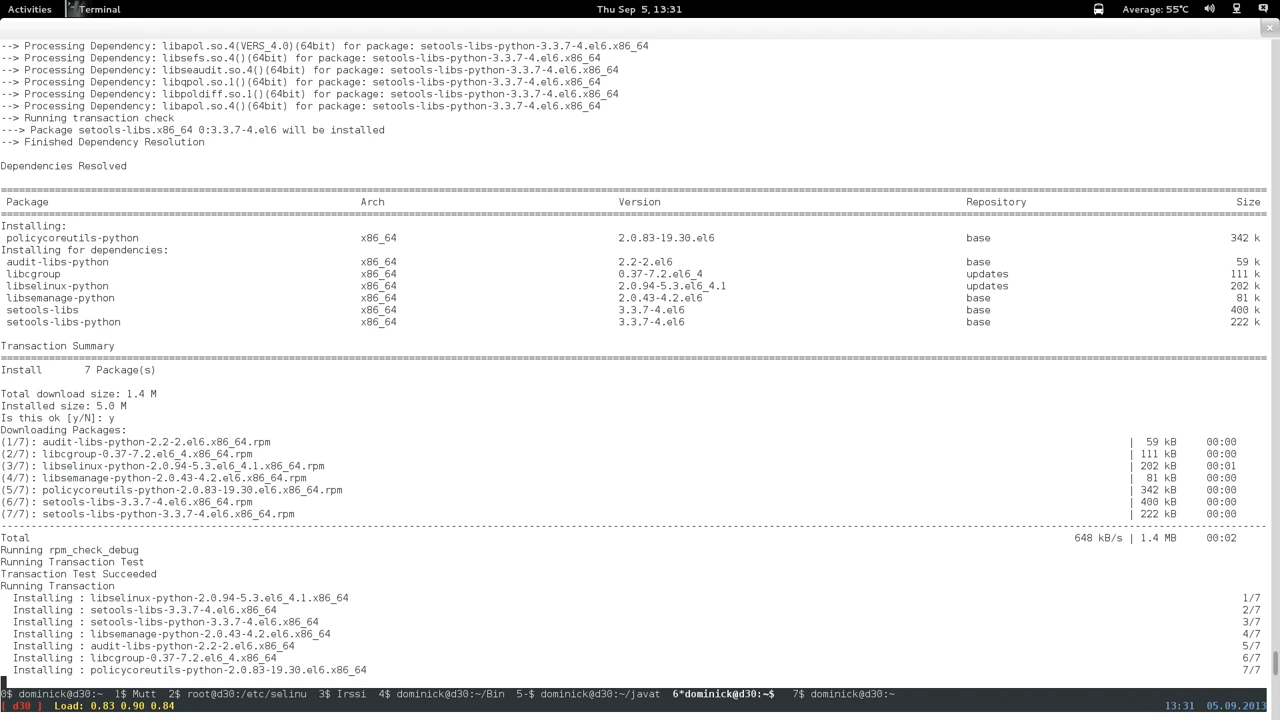 Activities Terminal Thu Sep 5, 13:31 Average: 55°C
--> Processing Dependency: libapol.so.4(VERS_4.0)(64bit) for package: setools-libs-python-3.3.7-4.el6.x86_64
--> Processing Dependency: libsefs.so.4()(64bit) for package: setools-libs-python-3.3.7-4.el6.x86_64
--> Processing Dependency: libseaudit.so.4()(64bit) for package: setools-libs-python-3.3.7-4.el6.x86_64
--> Processing Dependency: libqpol.so.1()(64bit) for package: setools-libs-python-3.3.7-4.el6.x86_64
--> Processing Dependency: libpoldiff.so.1()(64bit) for package: setools-libs-python-3.3.7-4.el6.x86_64
--> Processing Dependency: libapol.so.4()(64bit) for package: setools-libs-python-3.3.7-4.el6.x86_64
--> Running transaction check
---> Package setools-libs.x86_64 0:3.3.7-4.el6 will be installed
--> Finished Dependency Resolution
Dependencies Resolved
Package Arch Version Repository Size
Installing:
policycoreutils-python x86_64 2.0.83-19.30.el6 base 342 k
Installing for dependencies:
audit-libs-python x86_64 2.2-2.el6 base 59 k
libcgroup x86_64 0.37-7.2.el6_4 updates 111 k
libselinux-python x86_64 2.0.94-5.3.el6_4.1 updates 202 k
libsemanage-python x86_64 2.0.43-4.2.el6 base 81 k
setools-libs x86_64 3.3.7-4.el6 base 400 k
setools-libs-python x86_64 3.3.7-4.el6 base 222 k
Transaction Summary
Install 7 Package(s)
Total download size: 1.4 M
Installed size: 5.0 M
Is this ok [y/N]: y
Downloading Packages:
(1/7): audit-libs-python-2.2-2.el6.x86_64.rpm | 59 kB 00:00
(2/7): libcgroup-0.37-7.2.el6_4.x86_64.rpm | 111 kB 00:00
(3/7): libselinux-python-2.0.94-5.3.el6_4.1.x86_64.rpm | 202 kB 00:01
(4/7): libsemanage-python-2.0.43-4.2.el6.x86_64.rpm | 81 kB 00:00
(5/7): policycoreutils-python-2.0.83-19.30.el6.x86_64.rpm | 342 kB 00:00
(6/7): setools-libs-3.3.7-4.el6.x86_64.rpm | 400 kB 00:00
(7/7): setools-libs-python-3.3.7-4.el6.x86_64.rpm | 222 kB 00:00
Total 648 kB/s | 1.4 MB 00:02
Running rpm_check_debug
Running Transaction Test
Transaction Test Succeeded
Running Transaction
Installing : libselinux-python-2.0.94-5.3.el6_4.1.x86_64 1/7
Installing : setools-libs-3.3.7-4.el6.x86_64 2/7
Installing : setools-libs-python-3.3.7-4.el6.x86_64 3/7
Installing : libsemanage-python-2.0.43-4.2.el6.x86_64 4/7
Installing : audit-libs-python-2.2-2.el6.x86_64 5/7
Installing : libcgroup-0.37-7.2.el6_4.x86_64 6/7
Installing : policycoreutils-python-2.0.83-19.30.el6.x86_64 7/7
0$ dominick@d30:~ 1$ Mutt 2$ root@d30:/etc/selinu 3$ Irssi 4$ dominick@d30:~/Bin 5-$ dominick@d30:~/javat 6*dominick@d30:~$ 7$ dominick@d30:~
[ d30 ] Load: 0.83 0.90 0.84 13:31 05.09.2013